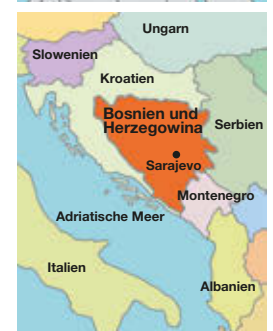 Ungarn
Slowenien
Kroatien
Bosnien und
Herzegowina
Serbien
Sarajevo
Montenegro
Adriatische Meer
Italien
Albanien